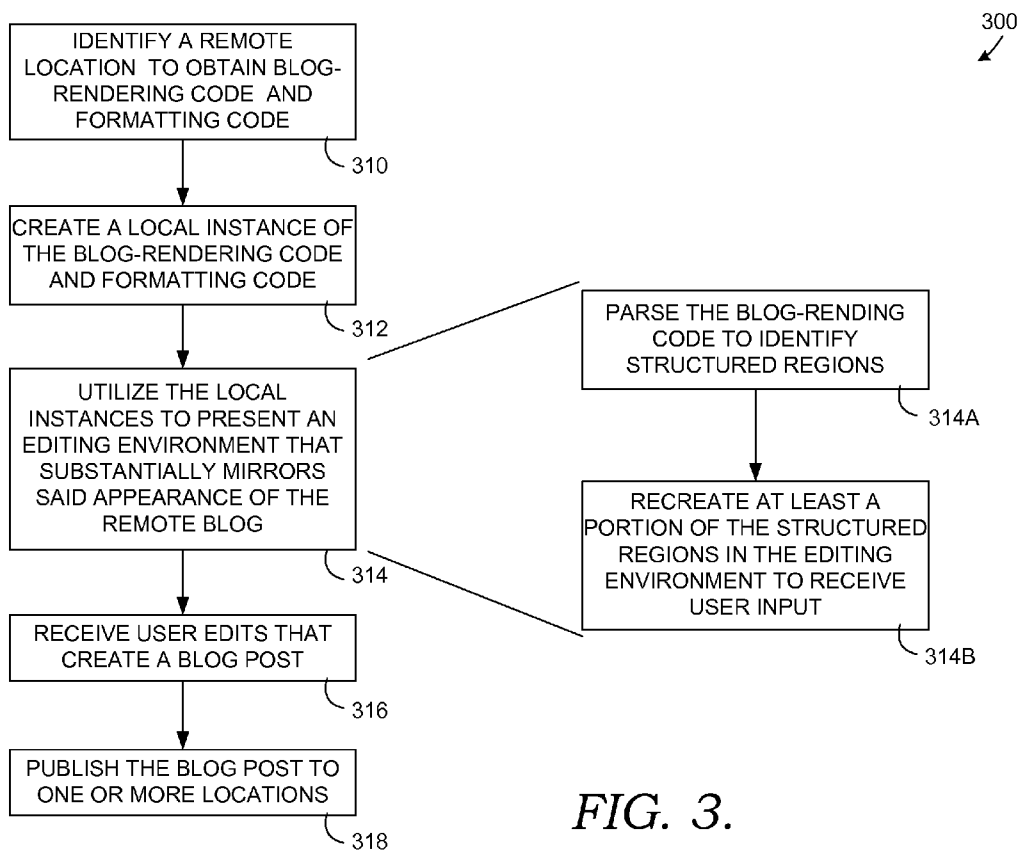 300
IDENTIFY A REMOTE
LOCATION TO OBTAIN BLOG-
RENDERING CODE AND
FORMATTING CODE
310
CREATE A LOCAL INSTANCE OF
THE BLOG-RENDERING CODE
AND FORMATTING CODE
312
UTILIZE THE LOCAL
INSTANCES TO PRESENT AN
EDITING ENVIRONMENT THAT
SUBSTANTIALLY MIRRORS
SAID APPEARANCE OF THE
REMOTE BLOG
314
PARSE THE BLOG-RENDING
CODE TO IDENTIFY
STRUCTURED REGIONS
314A
RECREATE AT LEAST A
PORTION OF THE STRUCTURED
REGIONS IN THE EDITING
ENVIRONMENT TO RECEIVE
USER INPUT
314B
RECEIVE USER EDITS THAT
CREATE A BLOG POST
316
PUBLISH THE BLOG POST TO
ONE OR MORE LOCATIONS
318
FIG. 3.